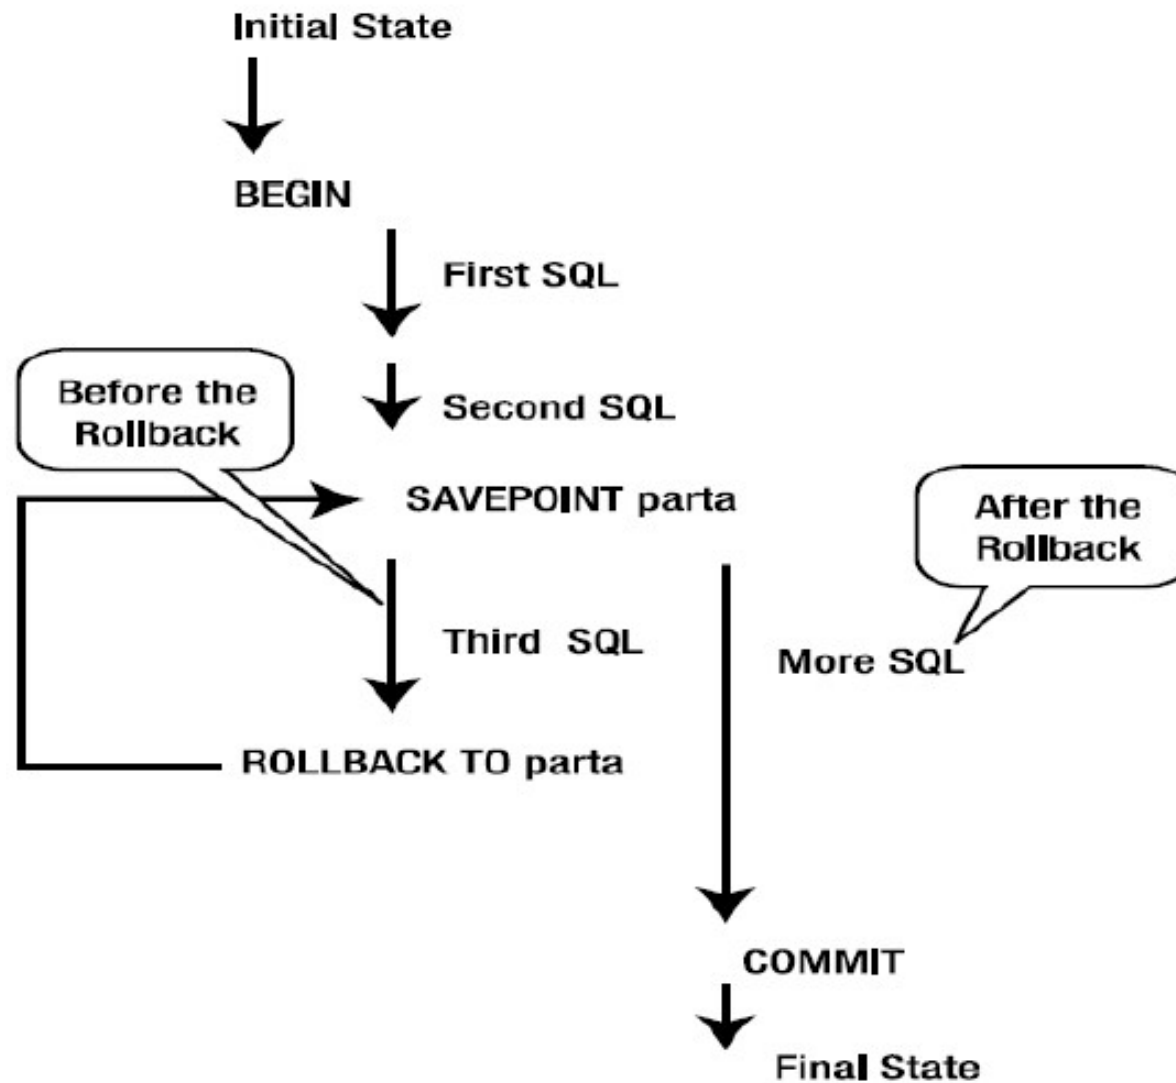 Initial State
BEGIN
First SQL
Before the
Rollback
Second SQL
SAVEPOINT parta
After the
Rollback
Third SQL
More SQL
ROLLBACK TO parta
COMMIT
Final State